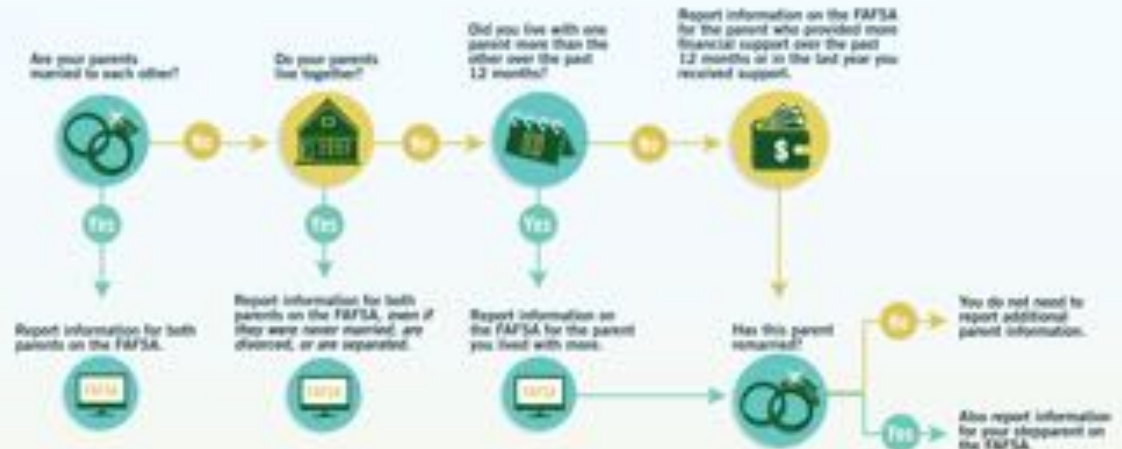 Are your parents
married to each other?
No
Do your parents
live together?
No
Did you live with one
parent more than the
other over the past
12 months?
No
Report information on the FAFSA
for the parent who provided more
financial support over the past
12 months or in the last year you
received support.
$
Yes
Yes
Yes
Report information for both
parents on the FAFSA.
FAFSA
Report information for both
parents on the FAFSA, even if
they were never married, are
divorced, or are separated.
FAFSA
Report information on
the FAFSA for the parent
you lived with more.
FAFSA
Has this parent
remarried?
No
You do not need to
report additional
parent information.
Yes
Also report information
for your stepparent on
the FAFSA.